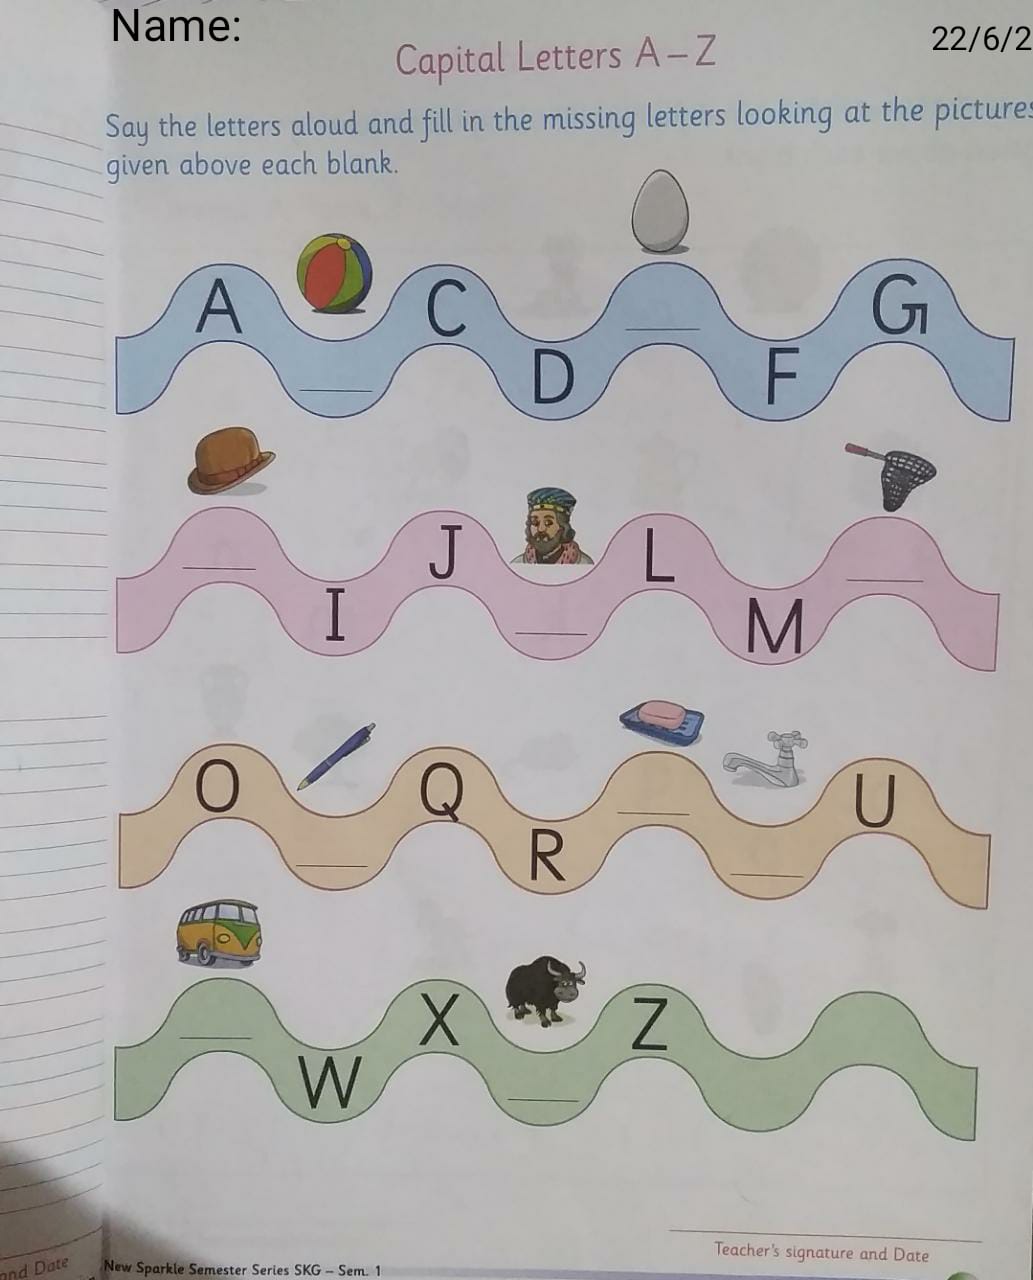 Name:
22/6/2
Capital Letters A – Z
Say the letters aloud and fill in the missing letters looking at the pictures
given above each blank.
A ___ C D ___ F G
___ I J ___ L M ___
O ___ Q R ___ ___ U
___ W X ___ Z
Teacher's signature and Date
and Date
New Sparkle Semester Series SKG – Sem. 1